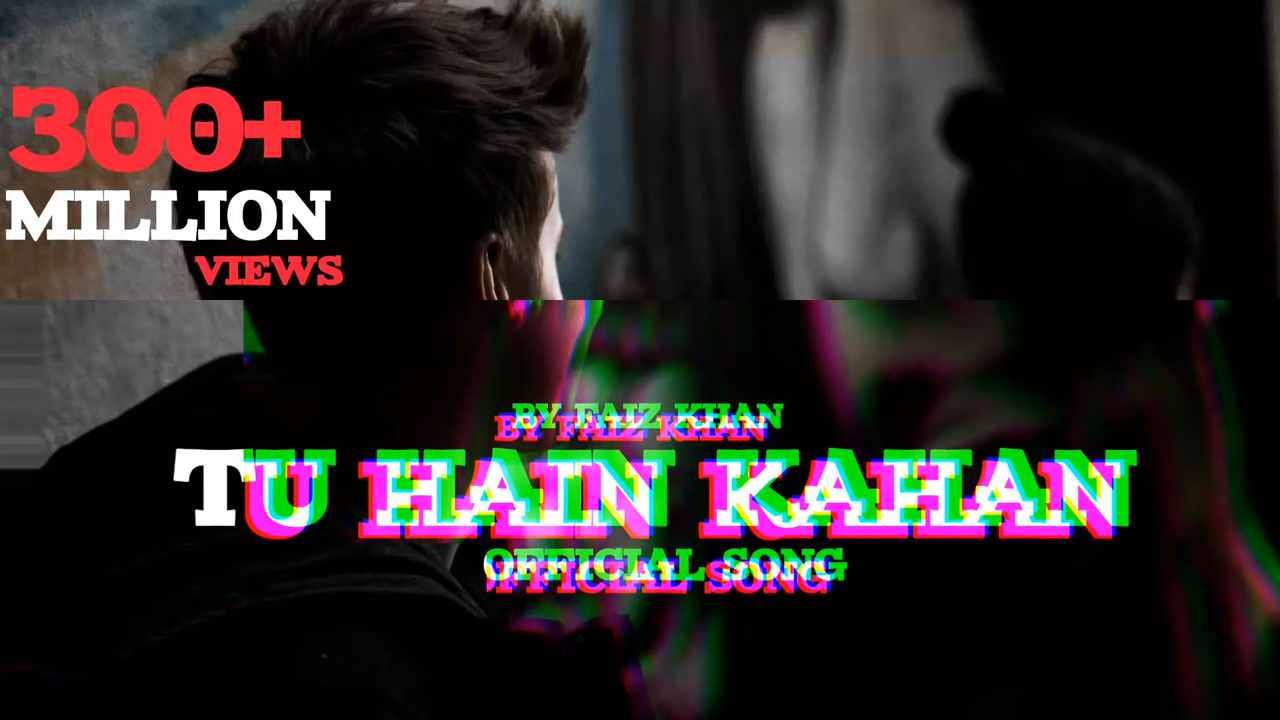 300+
MILLION
VIEWS
BY FAIZ KHAN
TU HAIN KAHAN
OFFICIAL SONG